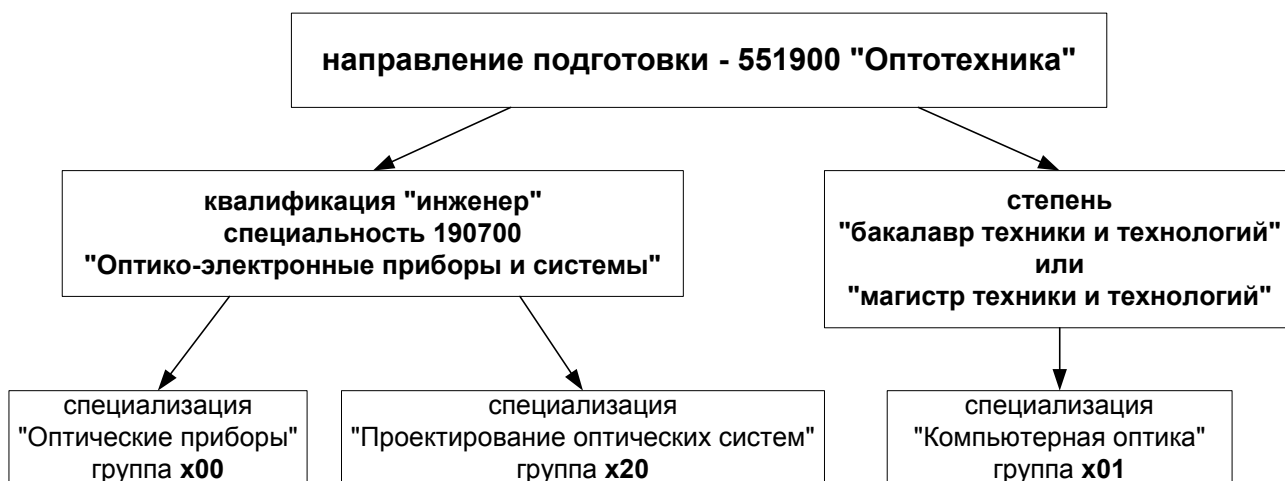 направление подготовки - 551900 "Оптотехника"
квалификация "инженер"
специальность 190700
"Оптико-электронные приборы и системы"
степень
"бакалавр техники и технологий"
или
"магистр техники и технологий"
специализация
"Оптические приборы"
группа x00
специализация
"Проектирование оптических систем"
группа x20
специализация
"Компьютерная оптика"
группа x01